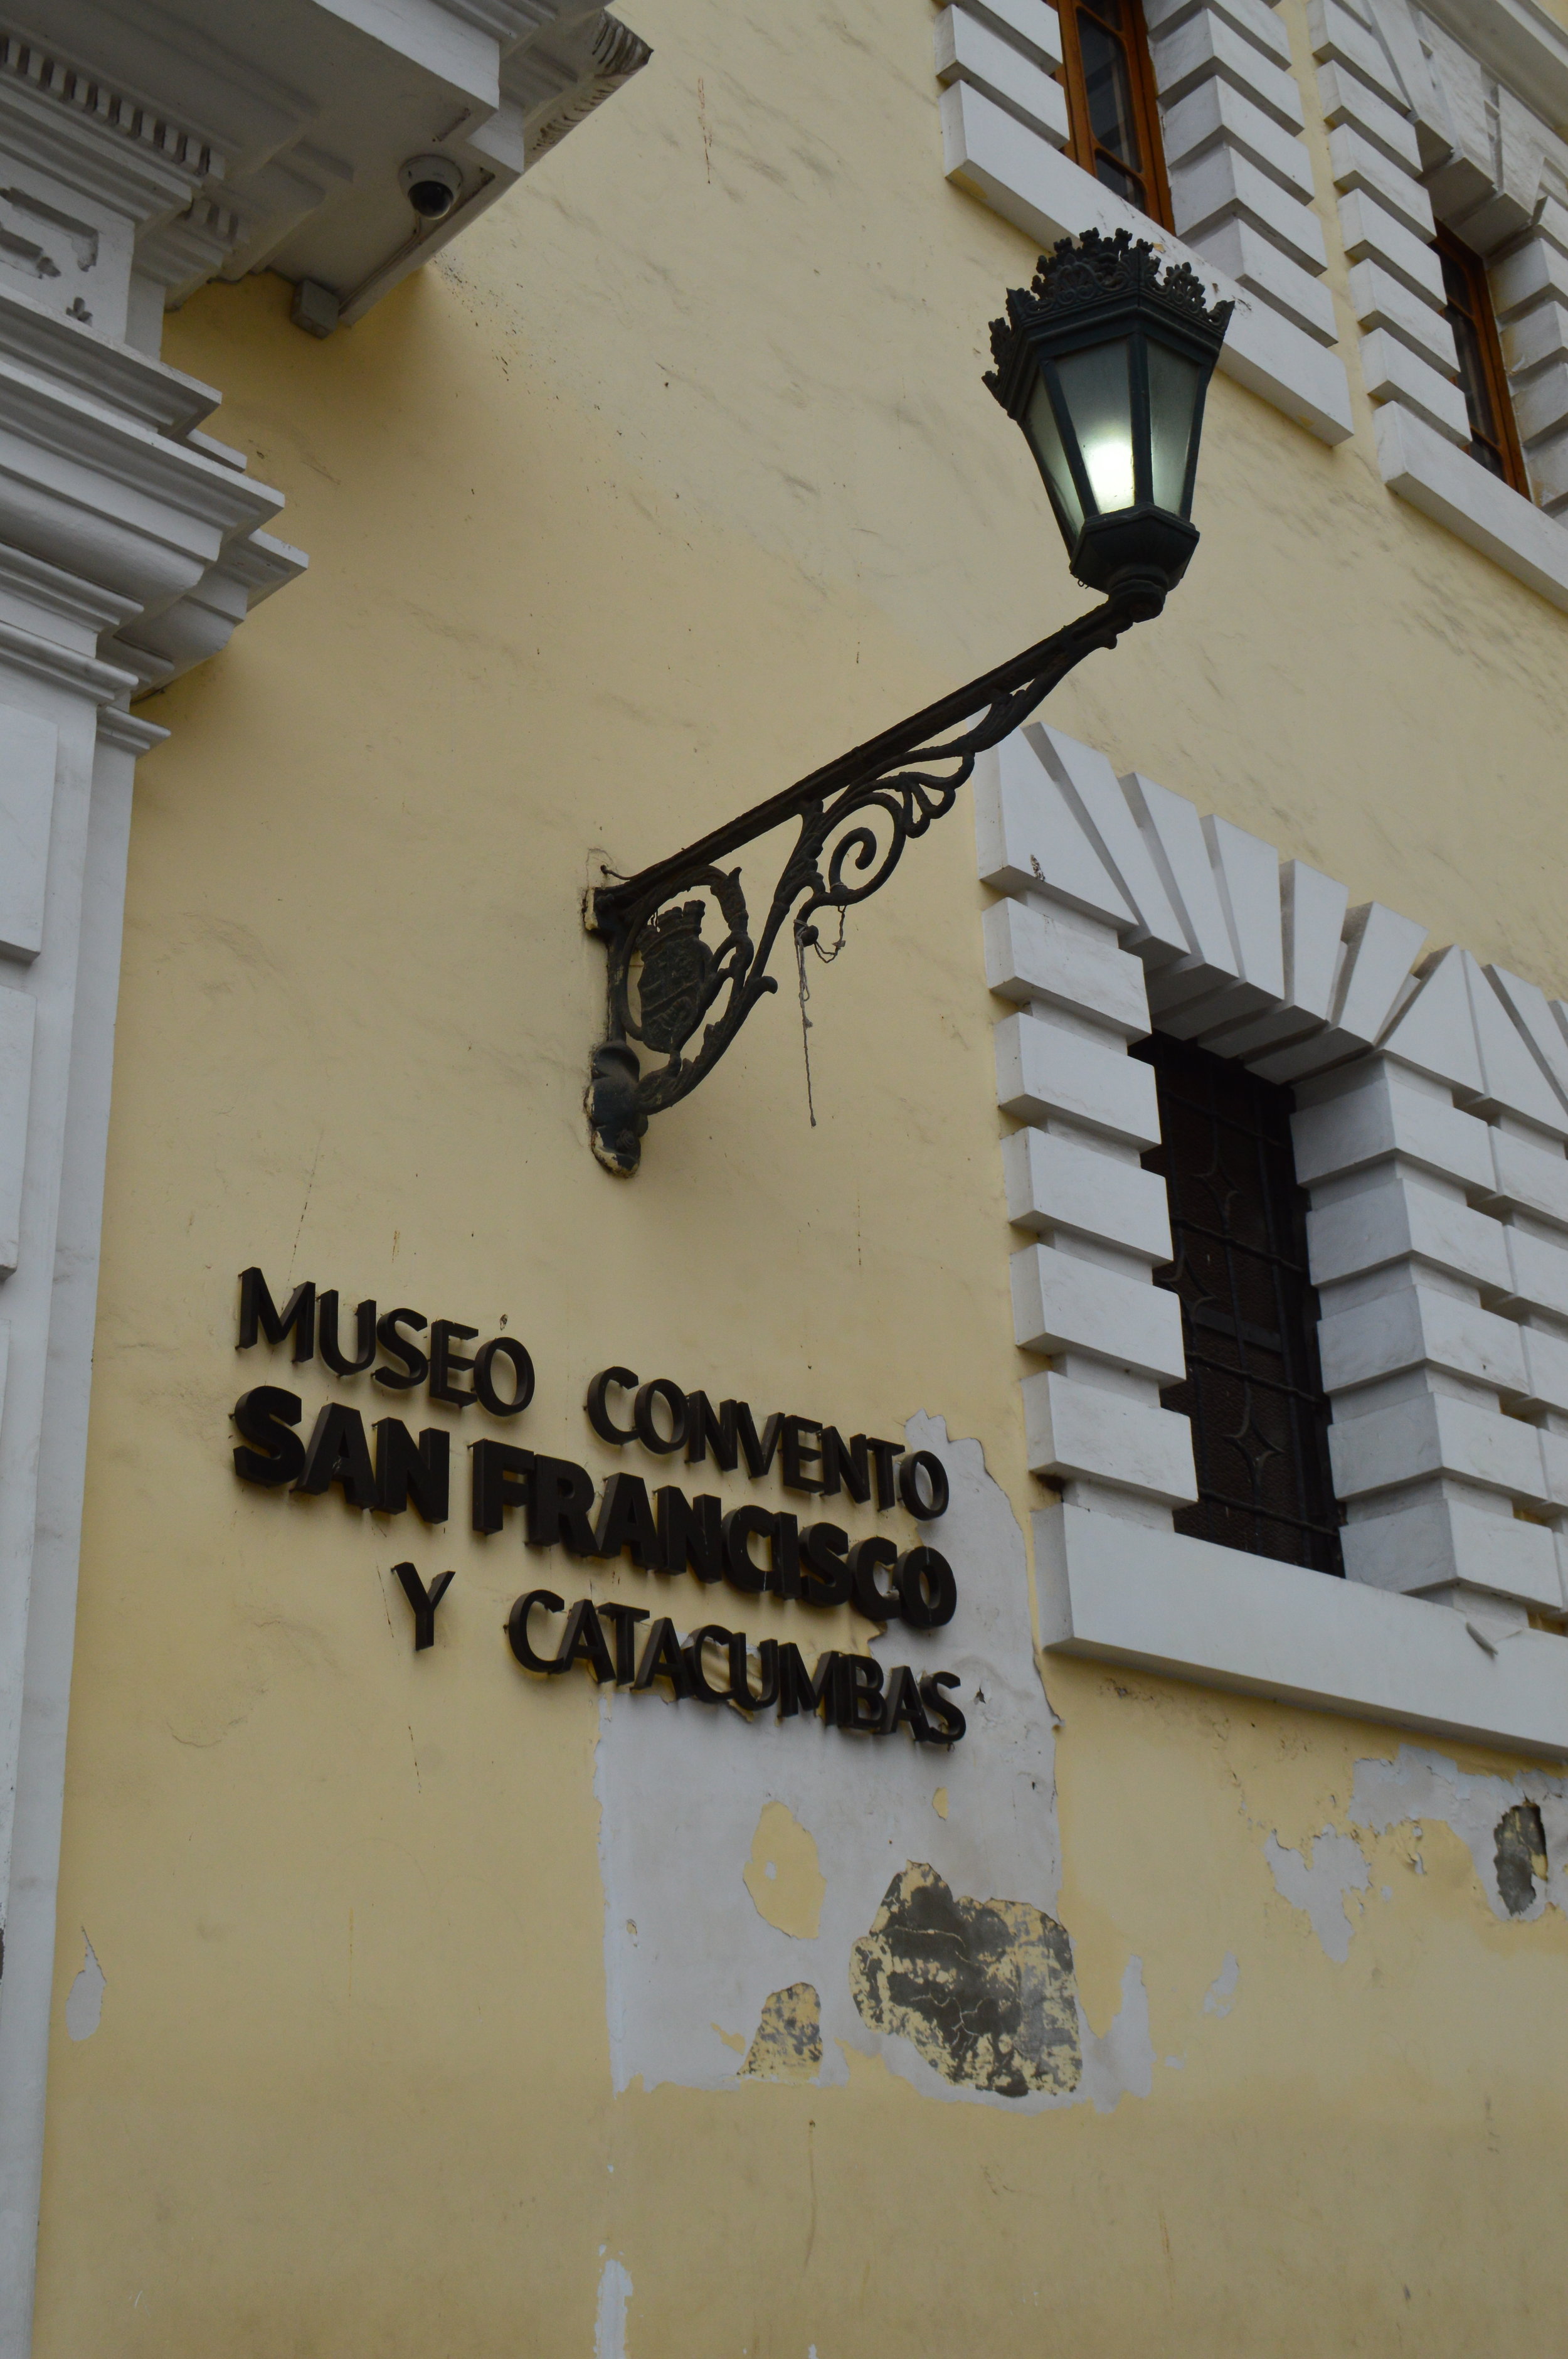 MUSEO CONVENTO
SAN FRANCISCO
Y CATACUMBAS